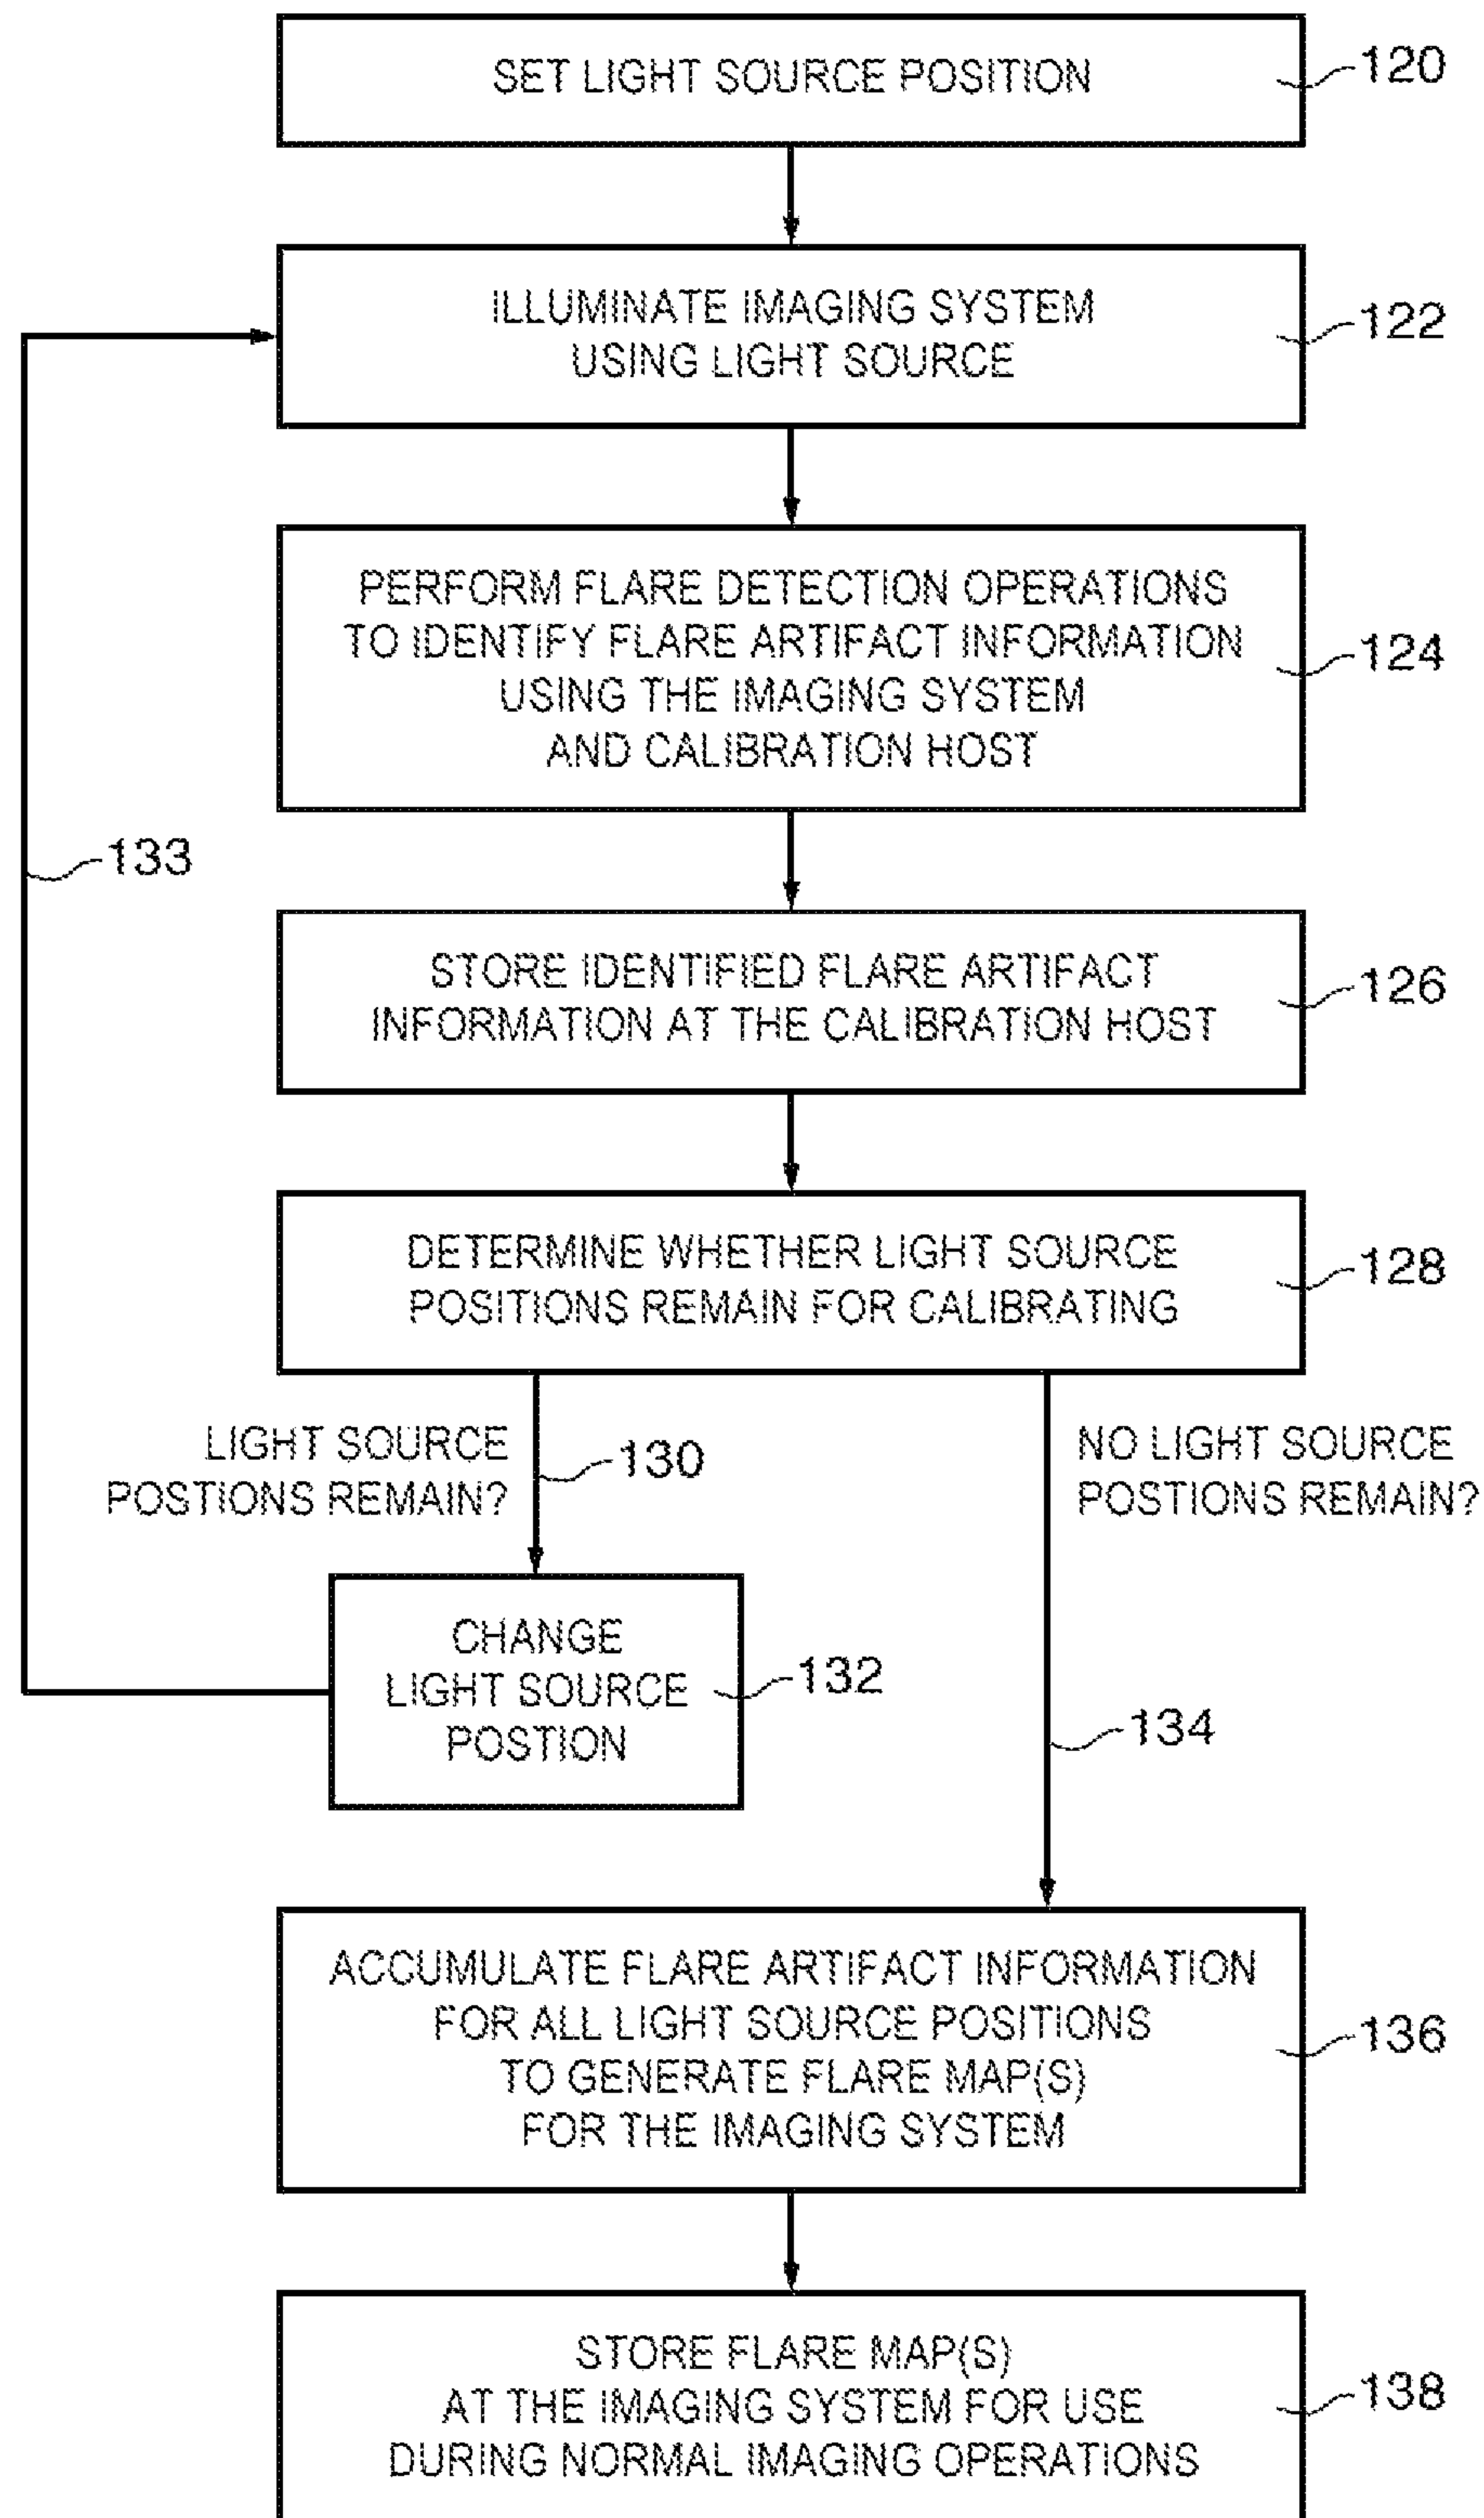 SET LIGHT SOURCE POSITION
120
ILLUMINATE IMAGING SYSTEM
USING LIGHT SOURCE
122
PERFORM FLARE DETECTION OPERATIONS
TO IDENTIFY FLARE ARTIFACT INFORMATION
USING THE IMAGING SYSTEM
AND CALIBRATION HOST
124
133
STORE IDENTIFIED FLARE ARTIFACT
INFORMATION AT THE CALIBRATION HOST
126
DETERMINE WHETHER LIGHT SOURCE
POSITIONS REMAIN FOR CALIBRATING
128
LIGHT SOURCE
POSTIONS REMAIN?
130
NO LIGHT SOURCE
POSTIONS REMAIN?
CHANGE
LIGHT SOURCE
POSTION
132
134
ACCUMULATE FLARE ARTIFACT INFORMATION
FOR ALL LIGHT SOURCE POSITIONS
TO GENERATE FLARE MAP(S)
FOR THE IMAGING SYSTEM
136
STORE FLARE MAP(S)
AT THE IMAGING SYSTEM FOR USE
DURING NORMAL IMAGING OPERATIONS
138